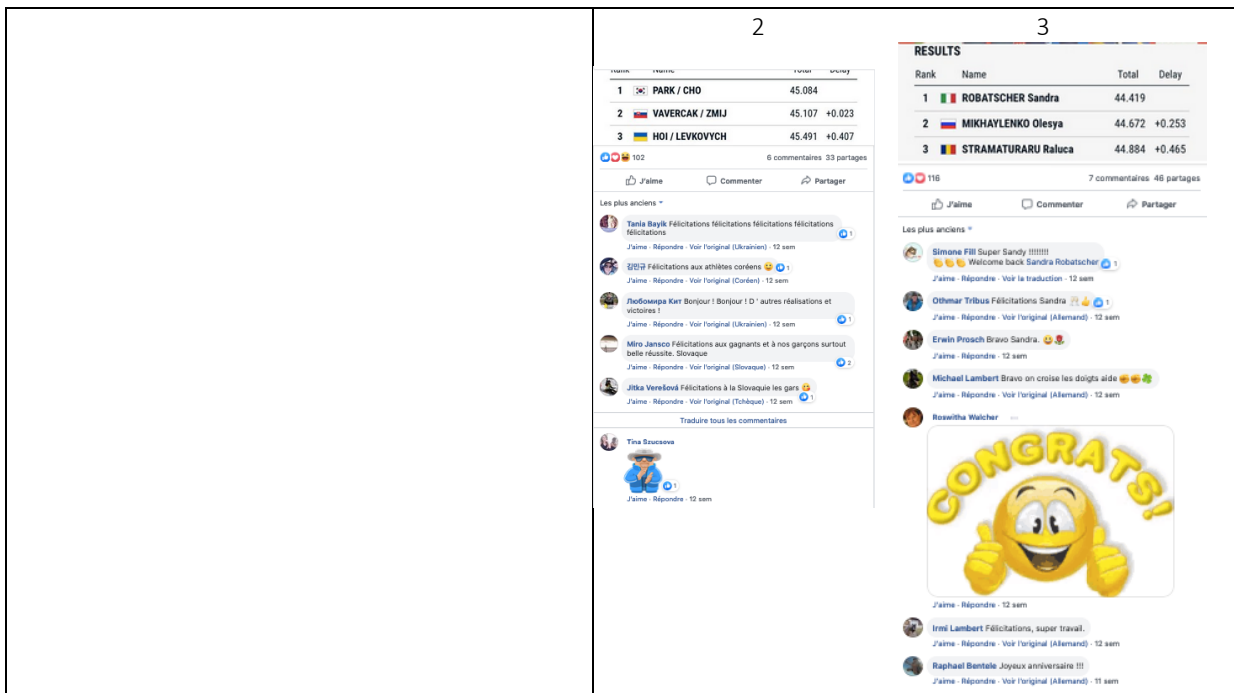 2
Rank Name Total Delay
1 PARK / CHO 45.084
2 VAVERCAK / ZMIJ 45.107 +0.023
3 HOI / LEVKOVYCH 45.491 +0.407
102 6 commentaires 33 partages
J'aime Commenter Partager
Les plus anciens
Tania Bayik Félicitations félicitations félicitations félicitations
félicitations
1
J'aime · Répondre · Voir l'original (Ukrainien) · 12 sem
김민규 Félicitations aux athlètes coréens 😀 1
J'aime · Répondre · Voir l'original (Coréen) · 12 sem
Любомира Кит Bonjour ! Bonjour ! D ' autres réalisations et
victoires !
1
J'aime · Répondre · Voir l'original (Ukrainien) · 12 sem
Miro Jansco Félicitations aux gagnants et à nos garçons surtout
belle réussite. Slovaque
2
J'aime · Répondre · Voir l'original (Slovaque) · 12 sem
Jitka Verešová Félicitations à la Slovaquie les gars 😘
1
J'aime · Répondre · Voir l'original (Tchèque) · 12 sem
Traduire tous les commentaires
Tina Szucsova
1
J'aime · Répondre · 12 sem
3
RESULTS
Rank Name Total Delay
1 ROBATSCHER Sandra 44.419
2 MIKHAYLENKO Olesya 44.672 +0.253
3 STRAMATURARU Raluca 44.884 +0.465
116 7 commentaires 46 partages
J'aime Commenter Partager
Les plus anciens
Simone Fill Super Sandy !!!!!!!!
👏👏👏 Welcome back Sandra Robatscher 1
J'aime · Répondre · Voir la traduction · 12 sem
Othmar Tribus Félicitations Sandra 🥂👍 1
J'aime · Répondre · Voir l'original (Allemand) · 12 sem
Erwin Prosch Bravo Sandra. 😀🌹
J'aime · Répondre · 12 sem
Michael Lambert Bravo on croise les doigts aide ✊✊🍀
J'aime · Répondre · Voir l'original (Allemand) · 12 sem
Roswitha Walcher
CONGRATS!
J'aime · Répondre · 12 sem
Irmi Lambert Félicitations, super travail.
J'aime · Répondre · Voir l'original (Allemand) · 12 sem
Raphael Bentele Joyeux anniversaire !!!
J'aime · Répondre · Voir l'original (Allemand) · 11 sem